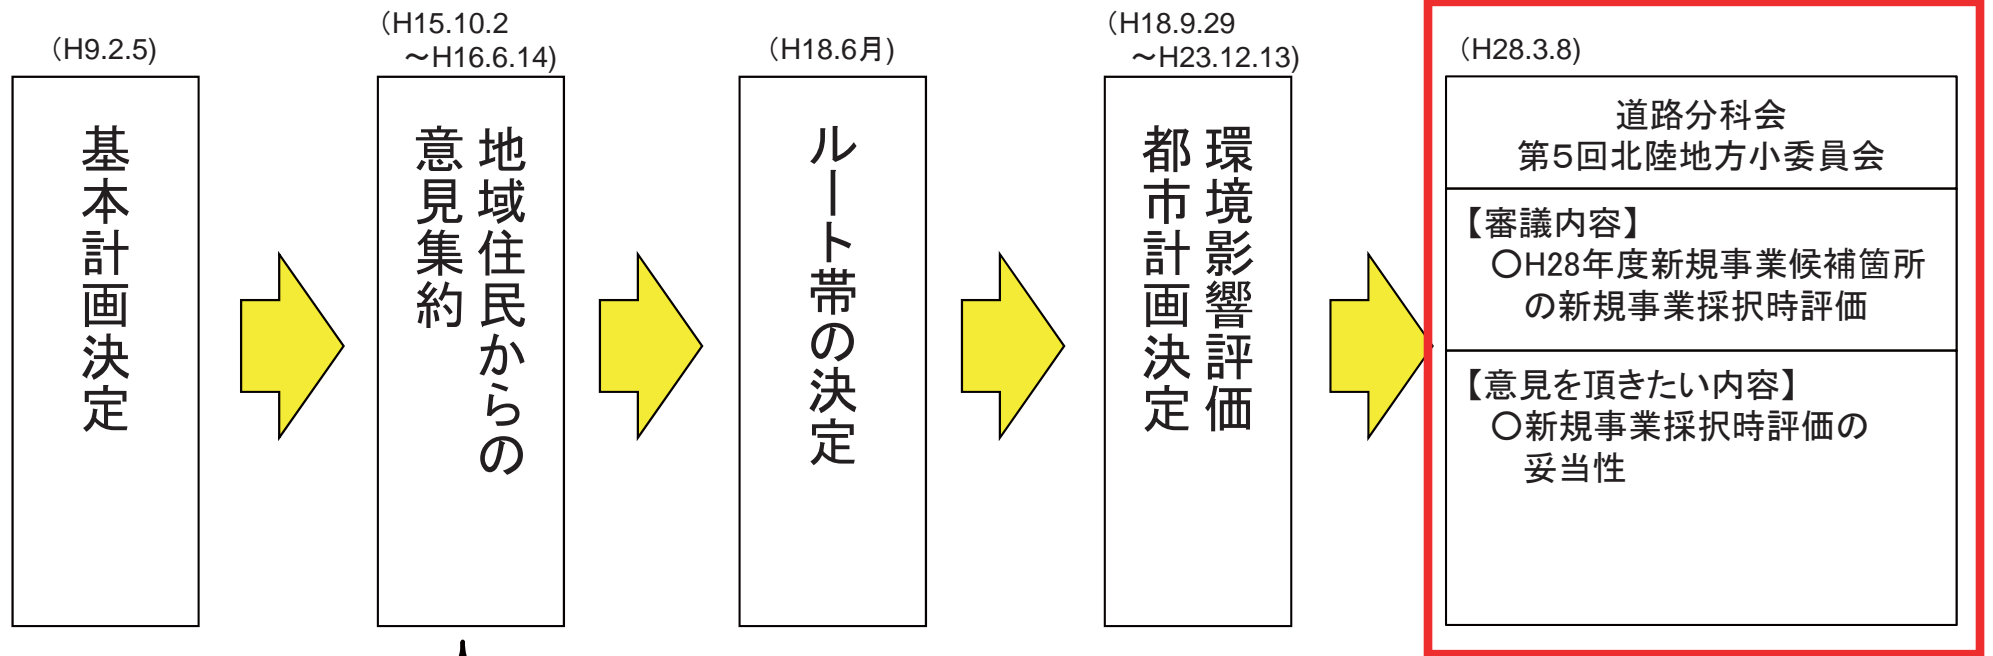 （H9.2.5)
基本計画決定
（H15.10.2
～H16.6.14)
地域住民からの
意見集約
（H18.6月)
ルート帯の決定
（H18.9.29
～H23.12.13)
環境影響評価
都市計画決定
（H28.3.8)
道路分科会
第５回北陸地方小委員会
【審議内容】
〇H28年度新規事業候補箇所
の新規事業採択時評価
【意見を頂きたい内容】
〇新規事業採択時評価の
妥当性